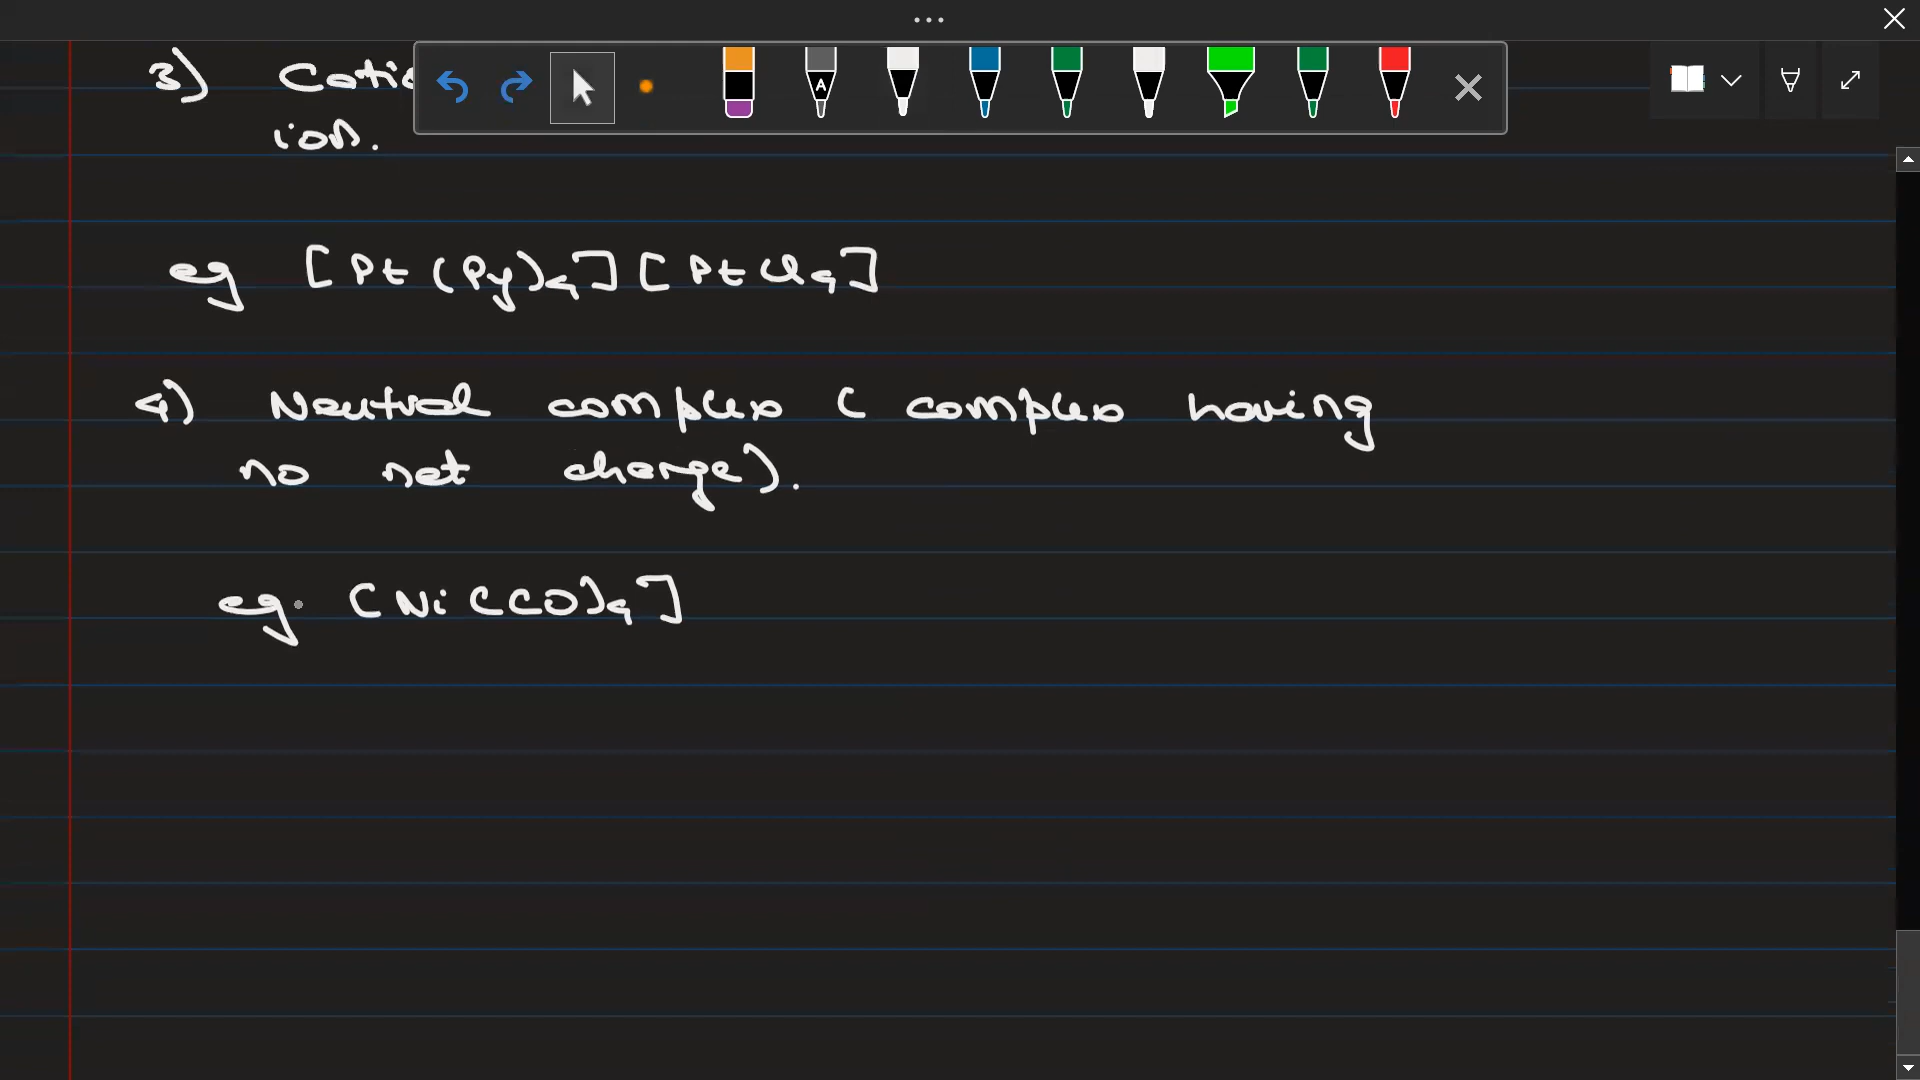 3)
ion.
eg [Pt(Py)₄][PtCl₄]
4) Neutral complex (complex having
no net charge).
eg. [Ni(CO)₄]